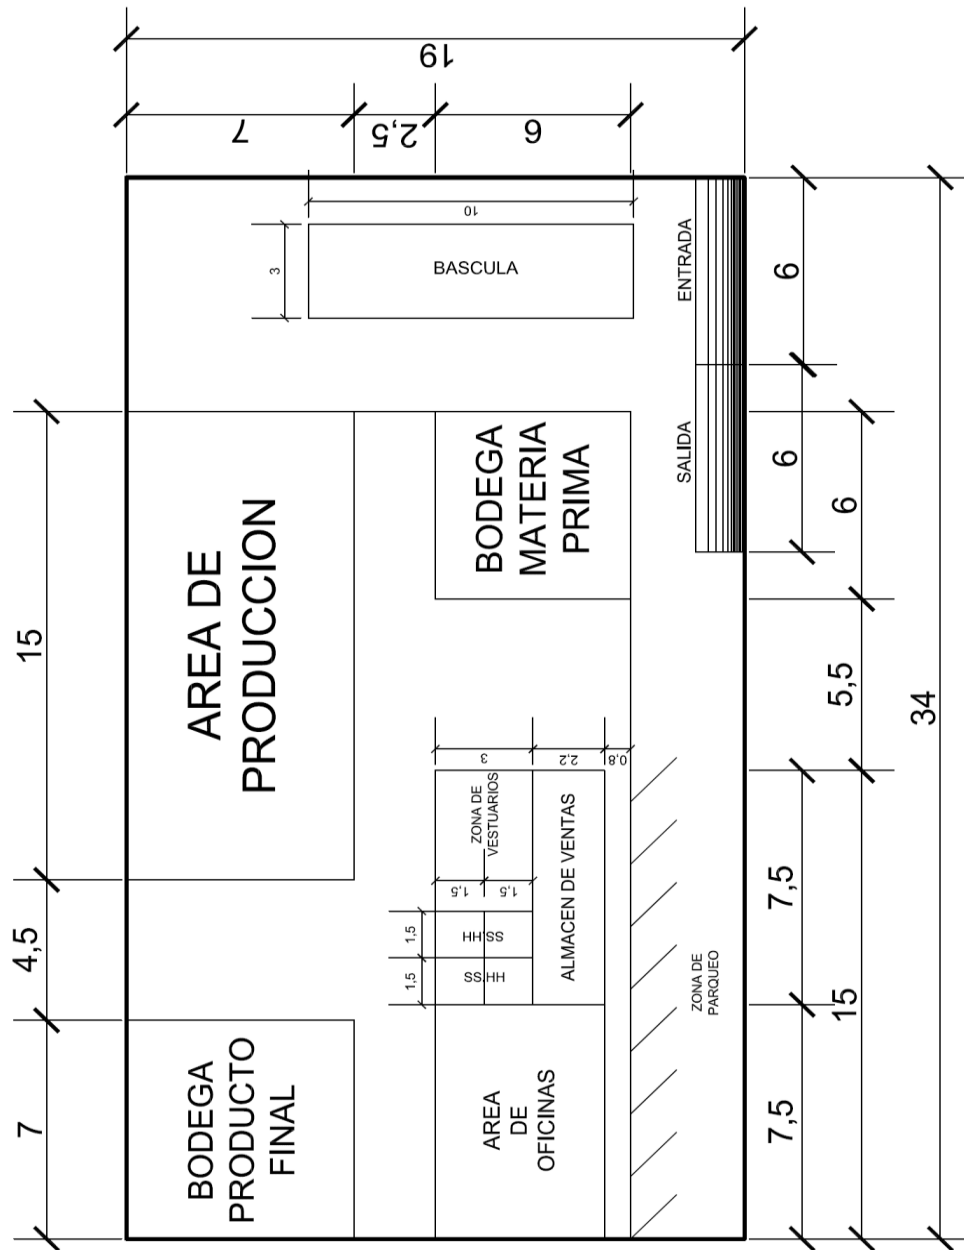 19
7
2,5
6
10
3
BASCULA
ENTRADA
SALIDA
6
6
6
5,5
34
15
7,5
7,5
15
4,5
7
AREA DE
PRODUCCION
BODEGA
MATERIA
PRIMA
3
2,2
0,8
ZONA DE
VESTUARIOS
1,5
1,5
1,5
1,5
SS.HH
SS.HH
ALMACEN DE VENTAS
ZONA DE
PARQUEO
BODEGA
PRODUCTO
FINAL
AREA
DE
OFICINAS